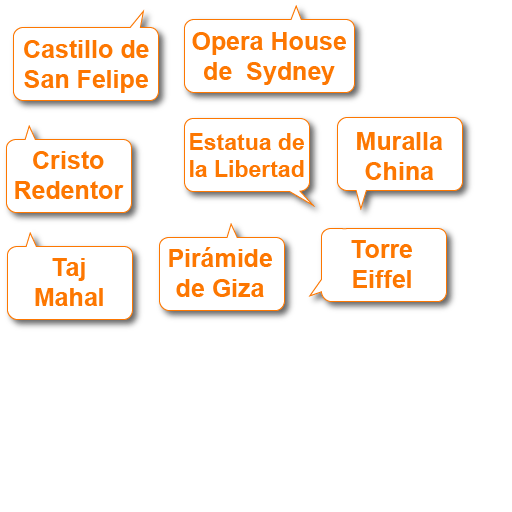 Castillo de
San Felipe
Opera House
de Sydney
Cristo
Redentor
Estatua de
la Libertad
Muralla
China
Taj
Mahal
Pirámide
de Giza
Torre
Eiffel